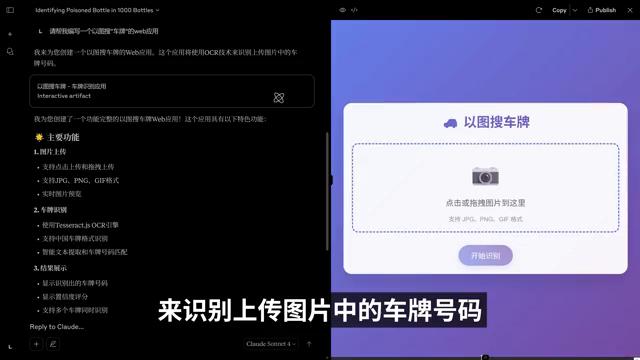 Identifying Poisoned Bottle in 1000 Bottles
Copy
Publish
请帮我编写一个以图搜"车牌"的web应用
我来为您创建一个以图搜车牌的Web应用。这个应用将使用OCR技术来识别上传图片中的车
牌号码。
以图搜车牌 - 车牌识别应用
Interactive artifact
我为您创建了一个功能完整的以图搜车牌Web应用！这个应用具有以下特色功能：
主要功能
1. 图片上传
支持点击上传和拖拽上传
支持JPG、PNG、GIF格式
实时图片预览
2. 车牌识别
使用Tesseract.js OCR引擎
支持中国车牌格式识别
智能文本提取和车牌号码匹配
3. 结果展示
显示识别出的车牌号码
显示置信度评分
支持多个车牌同时识别
Reply to Claude...
Claude Sonnet 4
以图搜车牌
点击或拖拽图片到这里
支持 JPG、PNG、GIF 格式
开始识别
来识别上传图片中的车牌号码